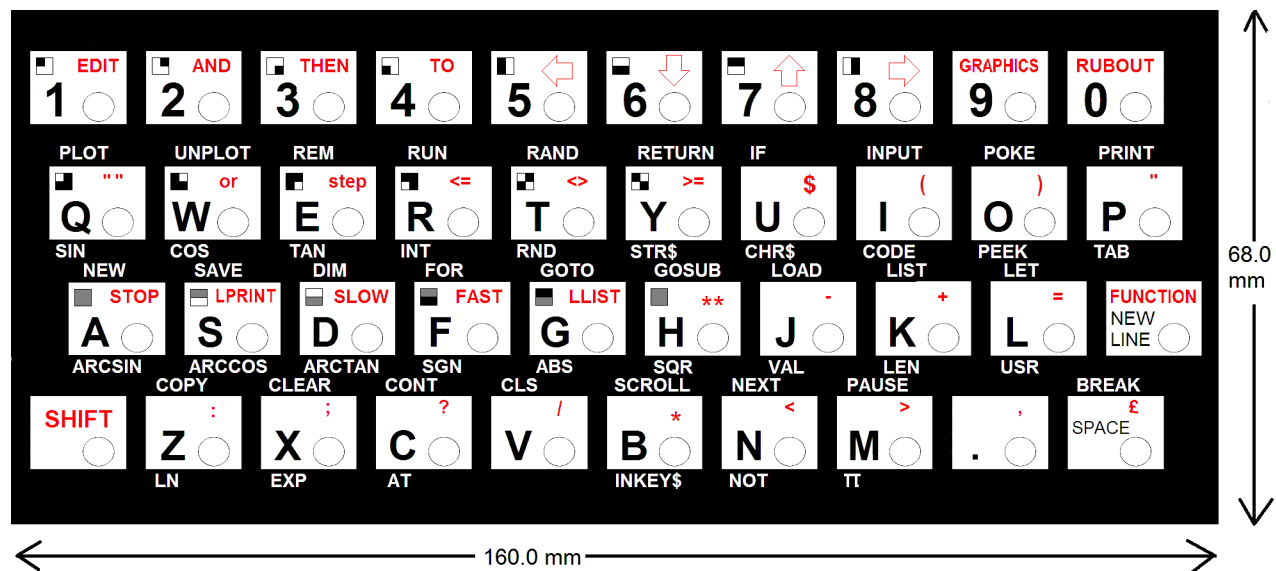 EDIT AND THEN TO GRAPHICS RUBOUT
1 2 3 4 5 6 7 8 9 0
PLOT UNPLOT REM RUN RAND RETURN IF INPUT POKE PRINT
" " or step <= <> >= $ ( ) "
Q W E R T Y U I O P
SIN COS TAN INT RND STR$ CHR$ CODE PEEK TAB
NEW SAVE DIM FOR GOTO GOSUB LOAD LIST LET
STOP LPRINT SLOW FAST LLIST ** - + = FUNCTION
A S D F G H J K L NEW
LINE
ARCSIN ARCCOS ARCTAN SGN ABS SQR VAL LEN USR
COPY CLEAR CONT CLS SCROLL NEXT PAUSE BREAK
SHIFT : ; ? / * < > , £
Z X C V B N M . SPACE
LN EXP AT INKEY$ NOT π
68.0
mm
160.0 mm